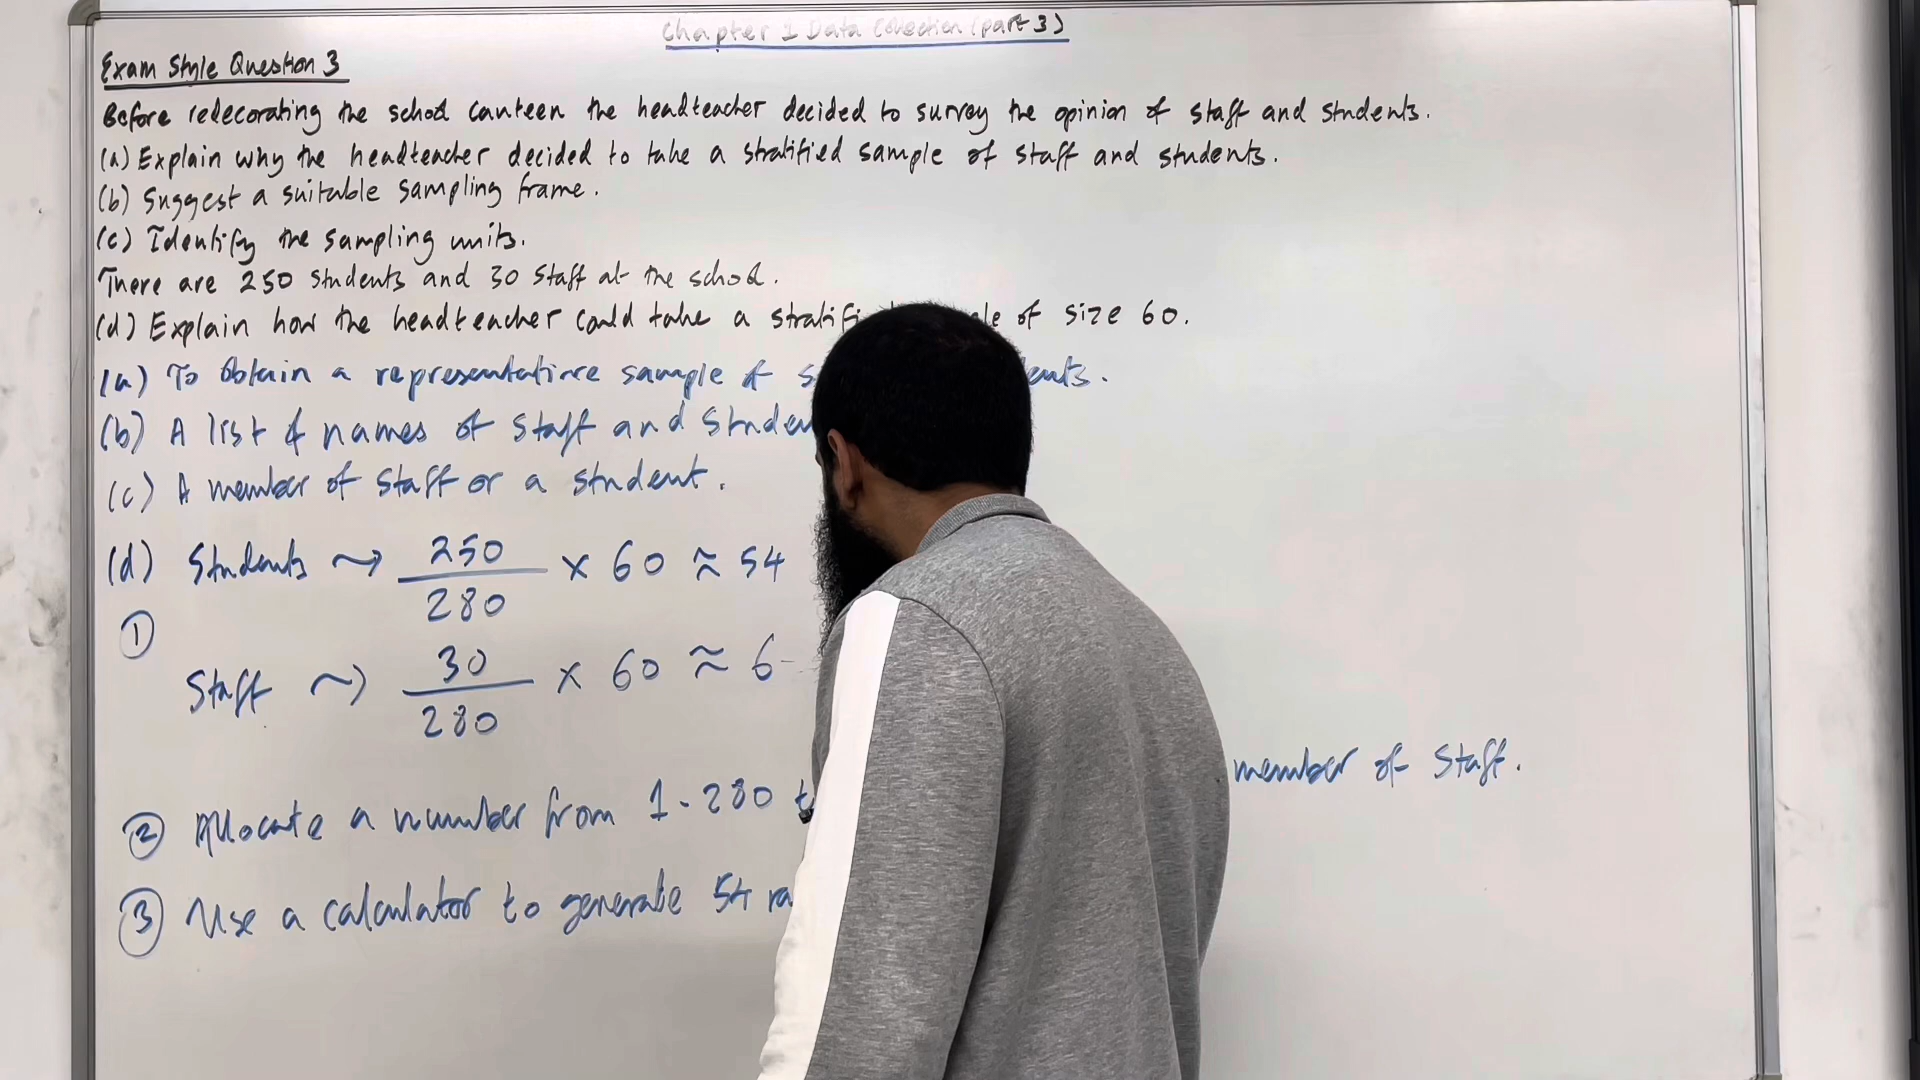 Chapter 1 Data Collection (part 3)
Exam Style Question 3
Before redecorating the school canteen the headteacher decided to survey the opinion of staff and students.
(a) Explain why the headteacher decided to take a stratified sample of staff and students.
(b) Suggest a suitable sampling frame.
(c) Identify the sampling units.
There are 250 students and 30 staff at the school.
(d) Explain how the headteacher could take a of size 60.
(a) To obtain a representative sample of
(b) A list of names of staff and
(c) A member of staff or a student.
(d) Students ~> 250/280 × 60 ≈ 54
①
Staff ~> 30/280 × 60 ≈ 6
② Allocate a number from 1-280 member of staff.
③ Use a calculator to generate 54